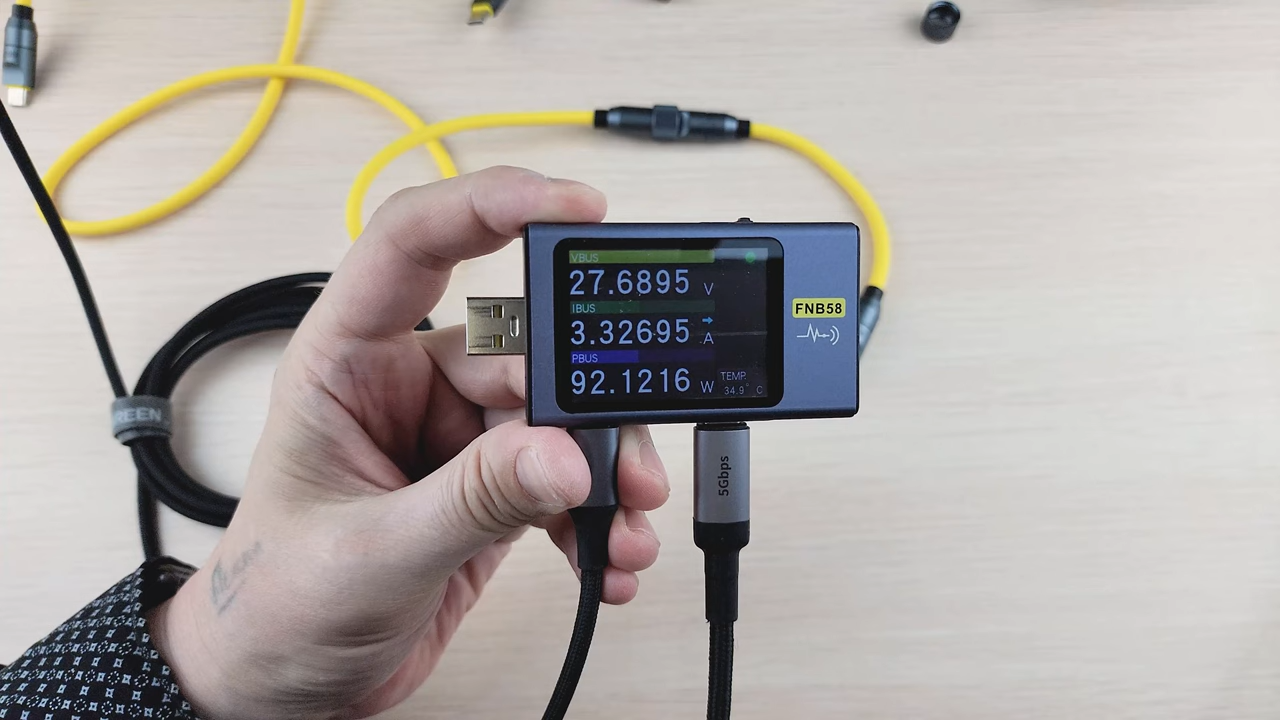 VBUS
27.6895 V
IBUS
3.32695 A
PBUS
92.1216 W
TEMP.
34.9° C
FNB58
5Gbps
REEN